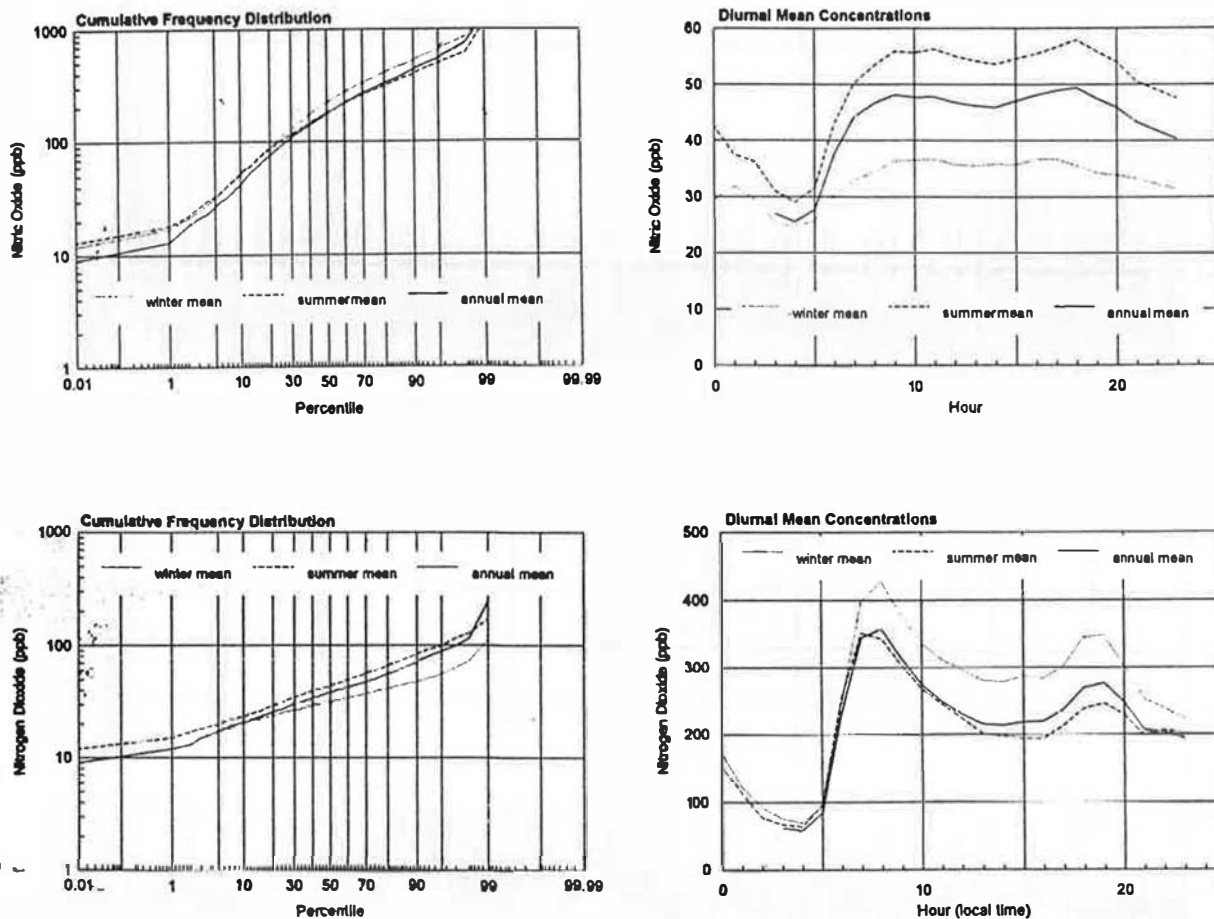 Cumulative Frequency Distribution
1000
100
10
1
Nitric Oxide (ppb)
winter mean summermean annual mean
0.01 1 10 30 50 70 90 99 99.99
Percentile
Diurnal Mean Concentrations
60
50
40
30
20
10
0
Nitric Oxide (ppb)
winter mean summermean annual mean
0 10 20
Hour
Cumulative Frequency Distribution
1000
100
10
1
Nitrogen Dioxide (ppb)
winter mean summer mean annual mean
0.01 1 10 30 50 70 90 99 99.99
Percentile
Diurnal Mean Concentrations
500
400
300
200
100
0
Nitrogen Dioxide (ppb)
winter mean summer mean annual mean
0 10 20
Hour (local time)